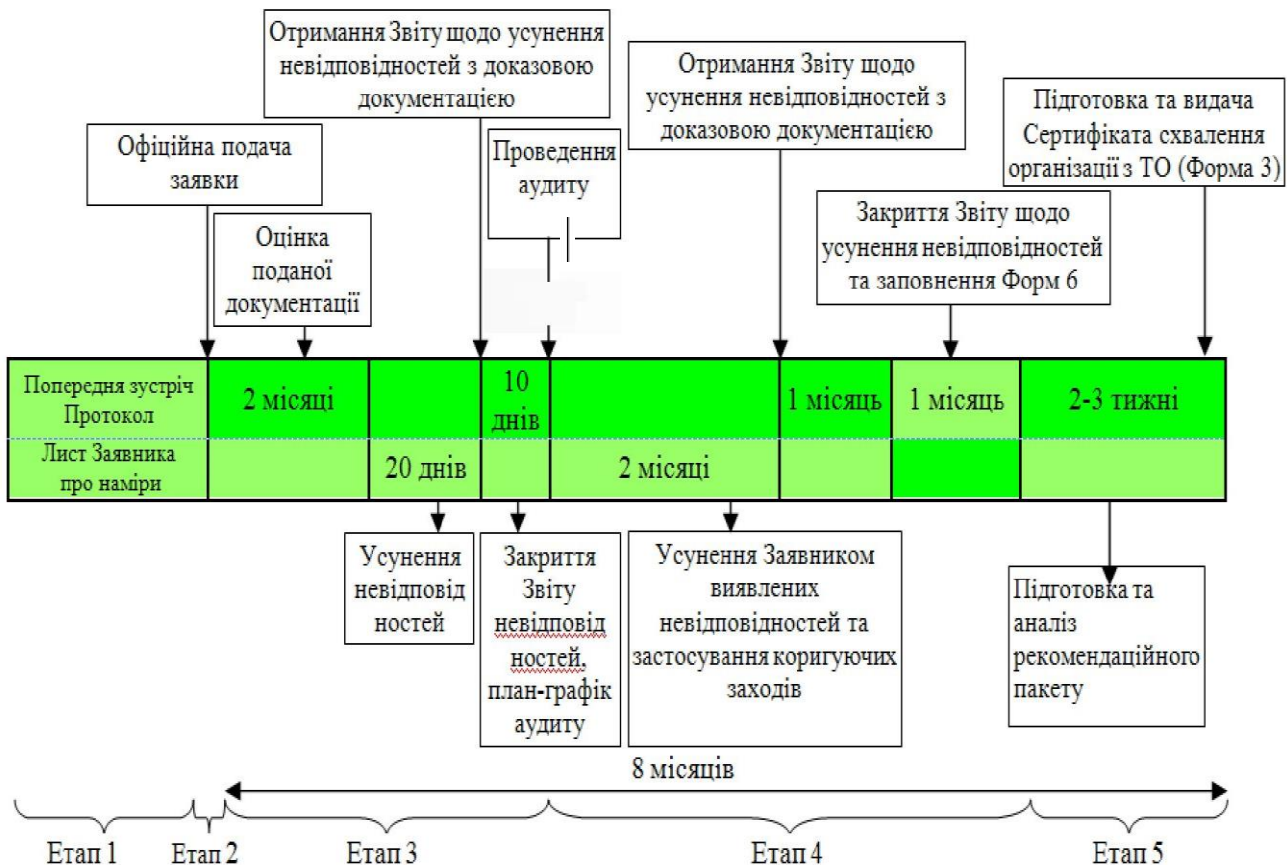 Отримання Звіту щодо усунення
невідповідностей з доказовою
документацією
Отримання Звіту щодо
усунення невідповідностей з
доказовою документацією
Підготовка та видача
Сертифіката схвалення
організації з ТО (Форма 3)
Офіційна подача
заявки
Проведення
аудиту
Оцінка
поданої
документації
Закриття Звіту щодо
усунення невідповідностей
та заповнення Форм 6
Попередня зустріч
Протокол
2 місяці
10
днів
1 місяць
1 місяць
2-3 тижні
Лист Заявника
про наміри
20 днів
2 місяці
Усунення
невідповід
ностей
Закриття
Звіту
невідповід
ностей,
план-графік
аудиту
Усунення Заявником
виявлених
невідповідностей та
застосування коригуючих
заходів
Підготовка та
аналіз
рекомендаційного
пакету
8 місяців
Етап 1
Етап 2
Етап 3
Етап 4
Етап 5